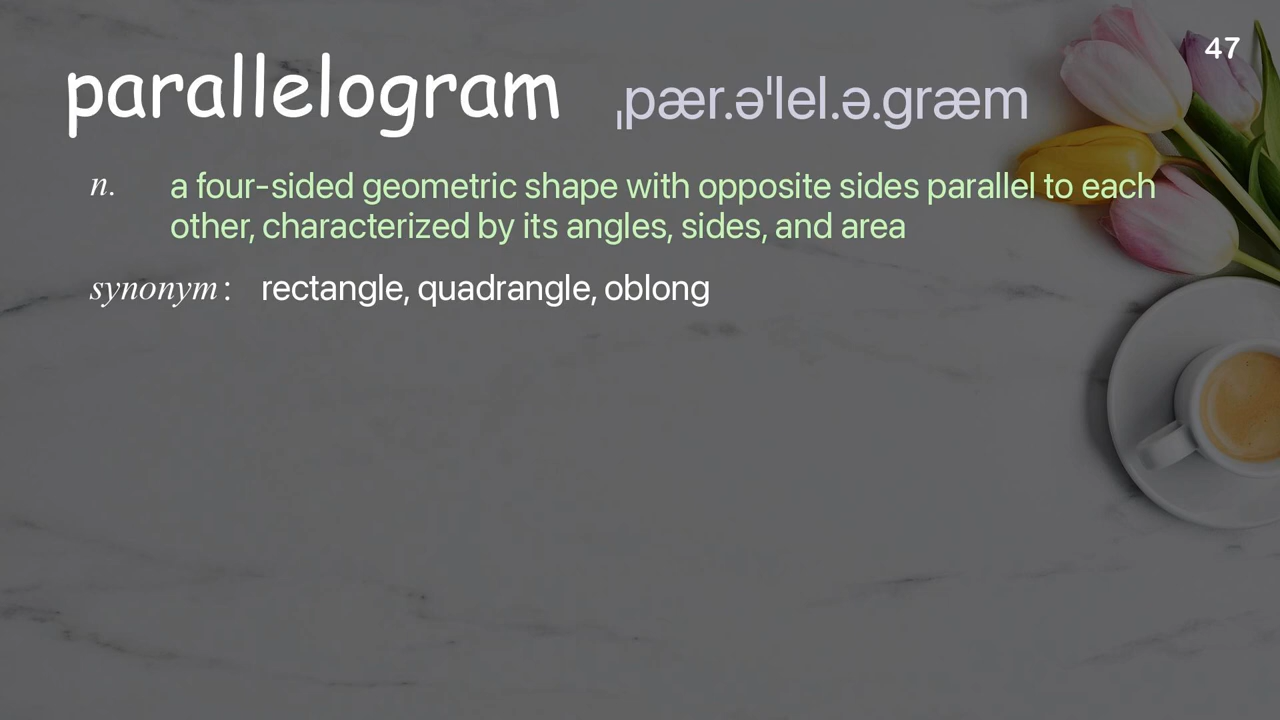 47
parallelogram ˌpær.əˈlel.ə.græm
n. a four-sided geometric shape with opposite sides parallel to each
other, characterized by its angles, sides, and area
synonym: rectangle, quadrangle, oblong